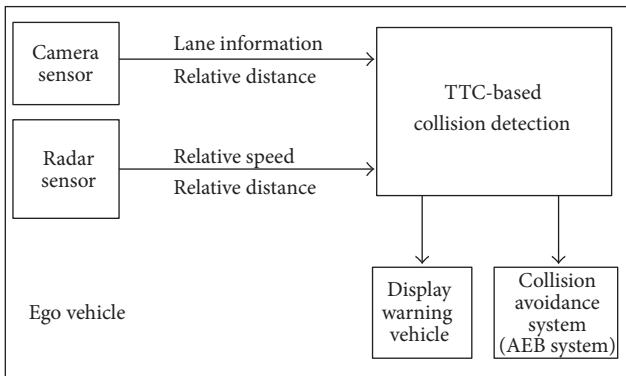 Camera
sensor
Lane information
Relative distance
TTC-based
collision detection
Radar
sensor
Relative speed
Relative distance
Ego vehicle
Display
warning
vehicle
Collision
avoidance
system
(AEB system)